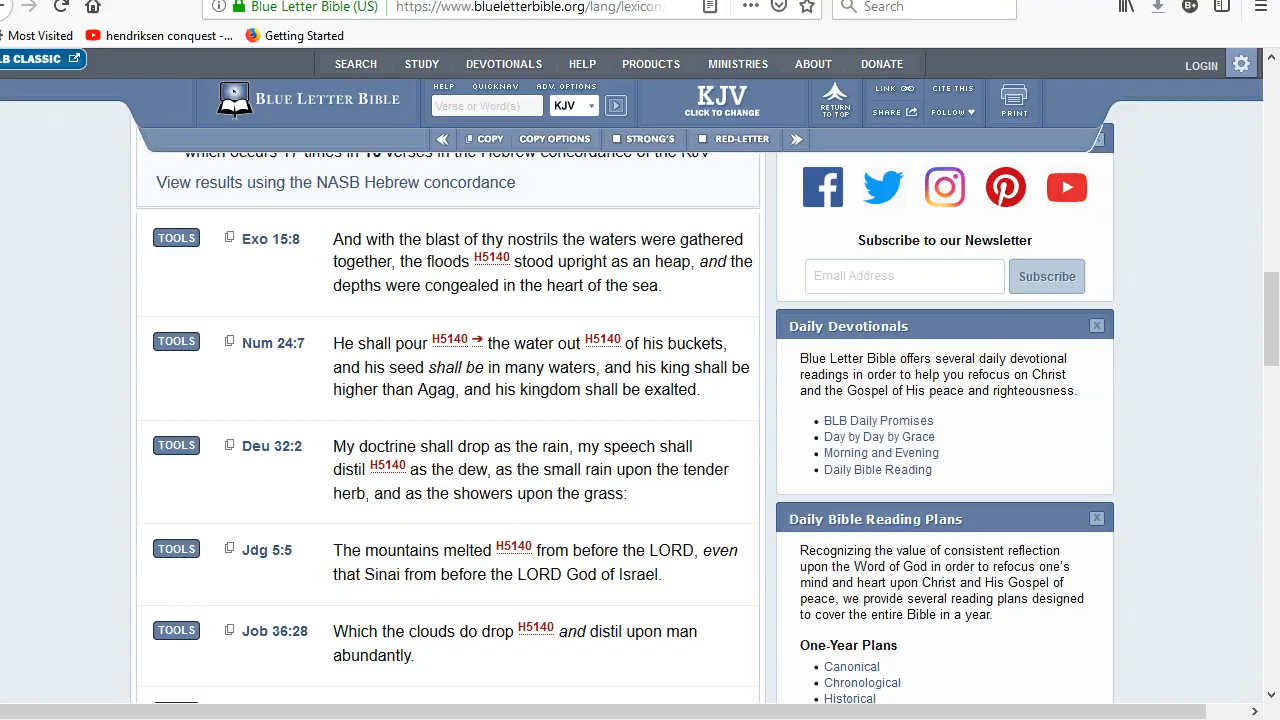 Blue Letter Bible (US)
https://www.blueletterbible.org/lang/lexicon/
Search
Most Visited
hendriksen conquest -...
Getting Started
LB CLASSIC
SEARCH STUDY DEVOTIONALS HELP PRODUCTS MINISTRIES ABOUT DONATE
LOGIN
BLUE LETTER BIBLE
HELP QUICKNAV ADV. OPTIONS
Verse or Word(s)
KJV
KJV
CLICK TO CHANGE
RETURN
TO TOP
LINK CITE THIS
SHARE FOLLOW
PRINT
COPY COPY OPTIONS STRONG'S RED-LETTER
which occurs 17 times in 16 verses in the Hebrew concordance of the KJV
View results using the NASB Hebrew concordance
TOOLS Exo 15:8
And with the blast of thy nostrils the waters were gathered
together, the floods H5140 stood upright as an heap, and the
depths were congealed in the heart of the sea.
TOOLS Num 24:7
He shall pour H5140 ➔ the water out H5140 of his buckets,
and his seed shall be in many waters, and his king shall be
higher than Agag, and his kingdom shall be exalted.
TOOLS Deu 32:2
My doctrine shall drop as the rain, my speech shall
distil H5140 as the dew, as the small rain upon the tender
herb, and as the showers upon the grass:
TOOLS Jdg 5:5
The mountains melted H5140 from before the LORD, even
that Sinai from before the LORD God of Israel.
TOOLS Job 36:28
Which the clouds do drop H5140 and distil upon man
abundantly.
Subscribe to our Newsletter
Email Address
Subscribe
Daily Devotionals
Blue Letter Bible offers several daily devotional
readings in order to help you refocus on Christ
and the Gospel of His peace and righteousness.
• BLB Daily Promises
• Day by Day by Grace
• Morning and Evening
• Daily Bible Reading
Daily Bible Reading Plans
Recognizing the value of consistent reflection
upon the Word of God in order to refocus one's
mind and heart upon Christ and His Gospel of
peace, we provide several reading plans designed
to cover the entire Bible in a year.
One-Year Plans
• Canonical
• Chronological
• Historical